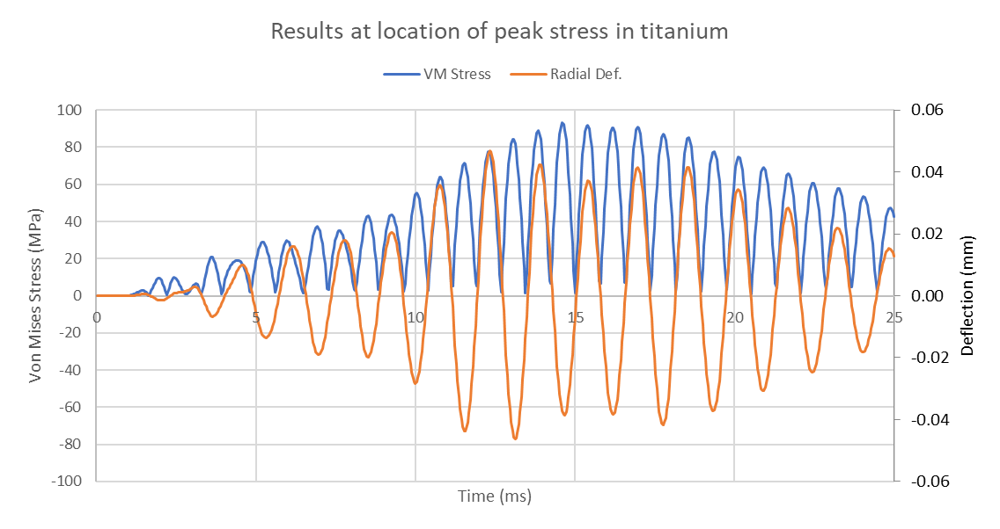 Results at location of peak stress in titanium
VM Stress Radial Def.
100 0.06
80
60 0.04
40
20 0.02
0 0.00
0 5 10 15 20 25
-20
-40 -0.02
-60
-80 -0.04
-100 -0.06
Von Mises Stress (MPa)
Deflection (mm)
Time (ms)